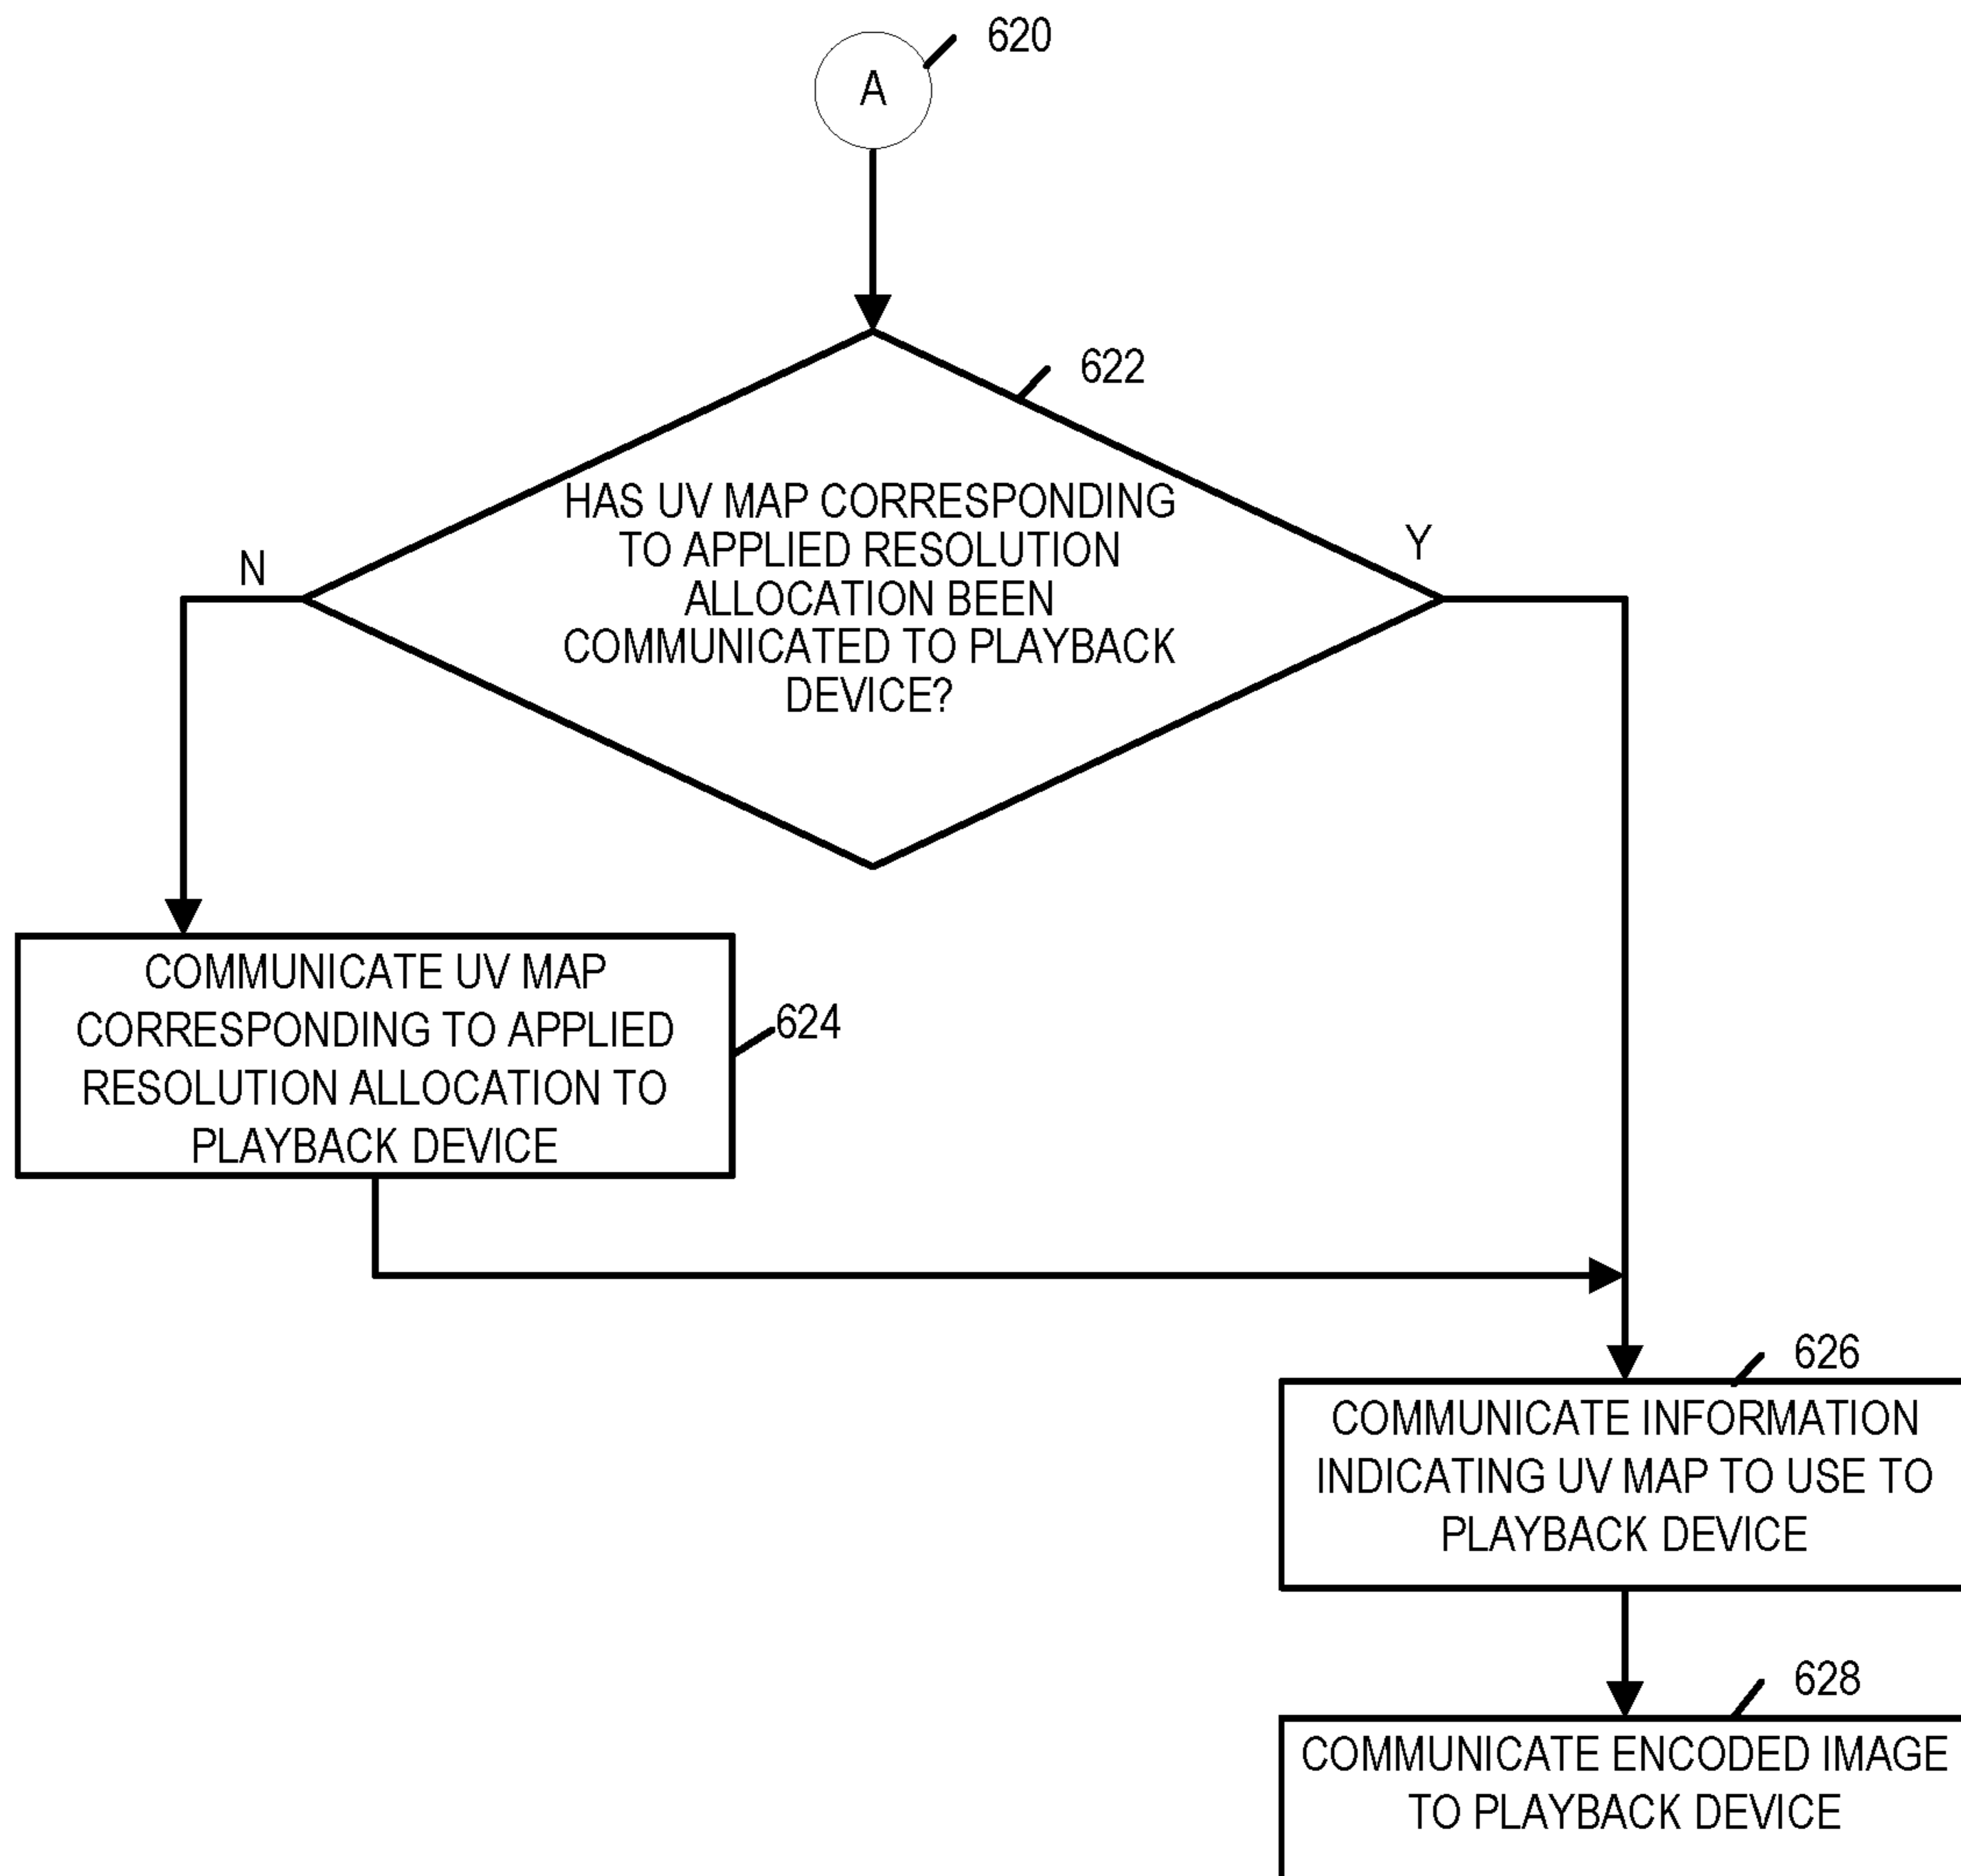 620
A
622
HAS UV MAP CORRESPONDING
TO APPLIED RESOLUTION
ALLOCATION BEEN
COMMUNICATED TO PLAYBACK
DEVICE?
N
Y
COMMUNICATE UV MAP
CORRESPONDING TO APPLIED
RESOLUTION ALLOCATION TO
PLAYBACK DEVICE
624
626
COMMUNICATE INFORMATION
INDICATING UV MAP TO USE TO
PLAYBACK DEVICE
628
COMMUNICATE ENCODED IMAGE
TO PLAYBACK DEVICE